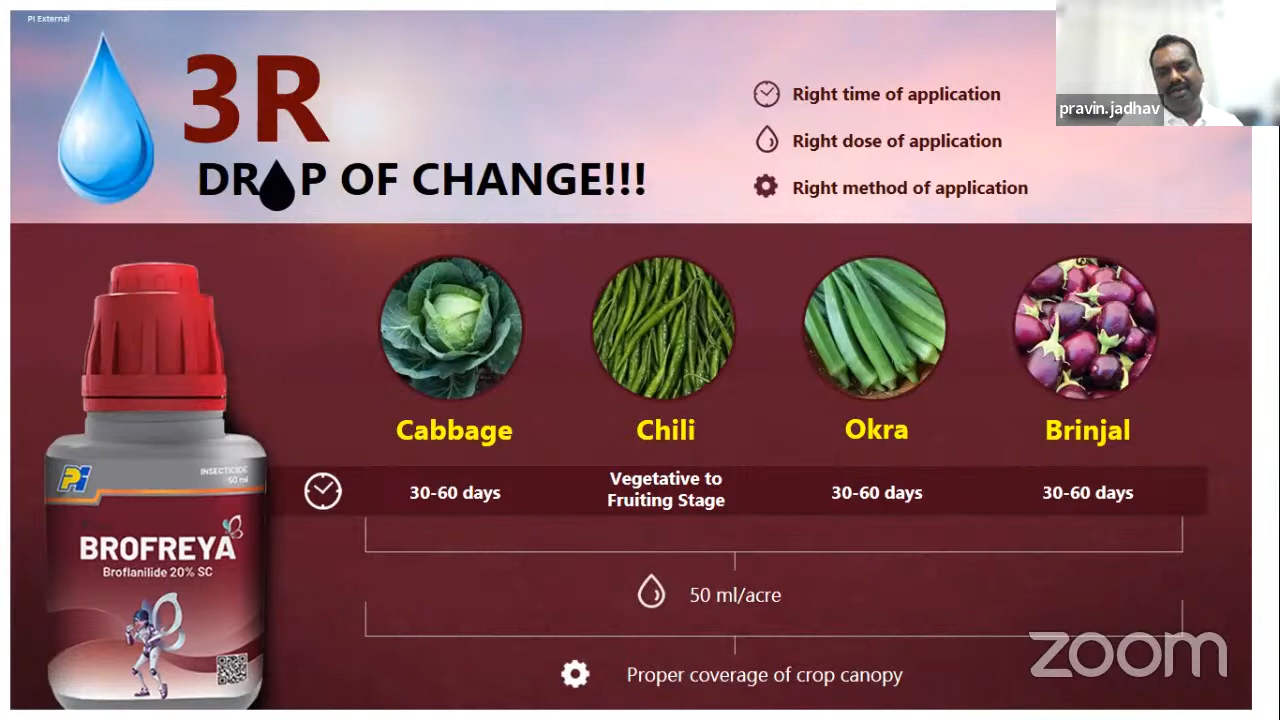 PI External
3R
DROP OF CHANGE!!!
Right time of application
Right dose of application
Right method of application
pravin.jadhav
Cabbage
Chili
Okra
Brinjal
30-60 days
Vegetative to
Fruiting Stage
30-60 days
30-60 days
50 ml/acre
Proper coverage of crop canopy
Pi
INSECTICIDE
50 ml
BROFREYA
Broflanilide 20% SC
zoom